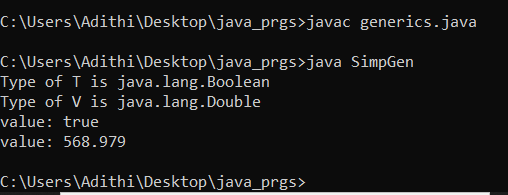 C:\Users\Adithi\Desktop\java_prgs>javac generics.java
C:\Users\Adithi\Desktop\java_prgs>java SimpGen
Type of T is java.lang.Boolean
Type of V is java.lang.Double
value: true
value: 568.979
C:\Users\Adithi\Desktop\java_prgs>